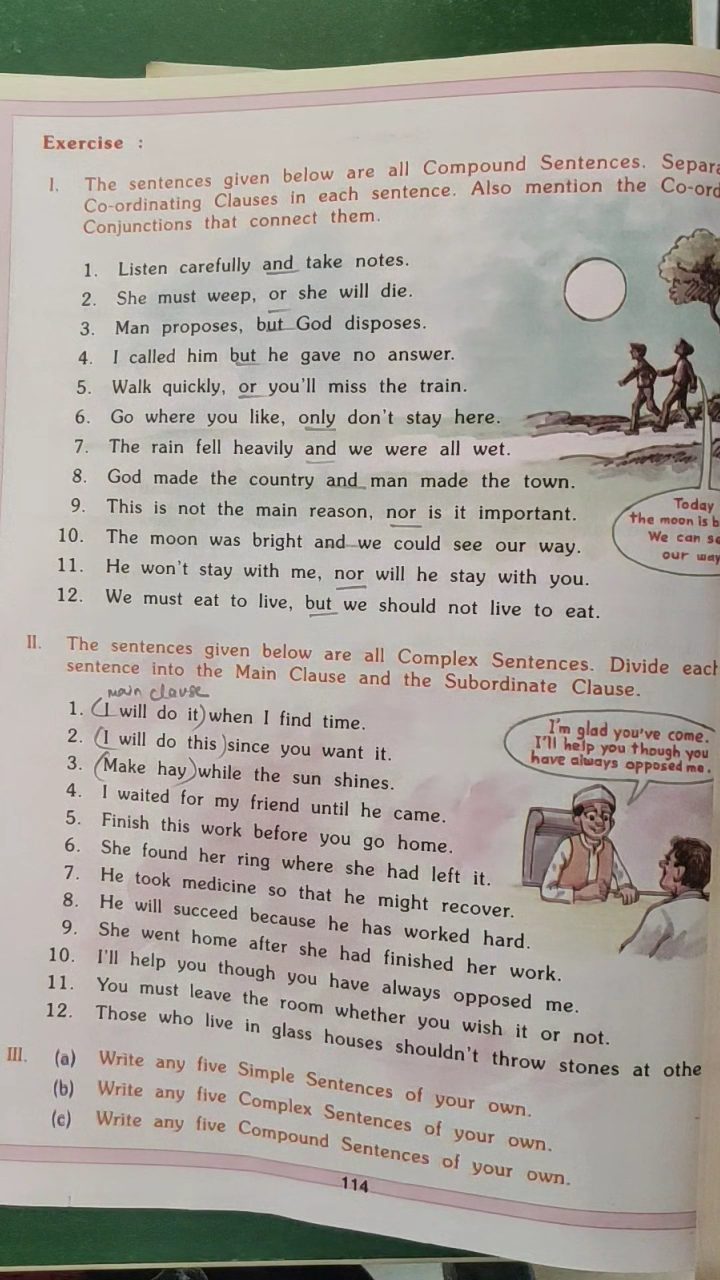 Exercise :
I. The sentences given below are all Compound Sentences.
Co-ordinating Clauses in each sentence. Also mention the
Conjunctions that connect them.
1. Listen carefully and take notes.
2. She must weep, or she will die.
3. Man proposes, but God disposes.
4. I called him but he gave no answer.
5. Walk quickly, or you'll miss the train.
6. Go where you like, only don't stay here.
7. The rain fell heavily and we were all wet.
8. God made the country and man made the town.
9. This is not the main reason, nor is it important.
10. The moon was bright and we could see our way.
11. He won't stay with me, nor will he stay with you.
12. We must eat to live, but we should not live to eat.
Today
the moon is
We can
our
II. The sentences given below are all Complex Sentences. Divide each
sentence into the Main Clause and the Subordinate Clause.
main clause
1. (I will do it) when I find time.
2. (I will do this) since you want it.
3. (Make hay) while the sun shines.
4. I waited for my friend until he came.
5. Finish this work before you go home.
6. She found her ring where she had left it.
7. He took medicine so that he might recover.
8. He will succeed because he has worked hard.
9. She went home after she had finished her work.
10. I'll help you though you have always opposed me.
11. You must leave the room whether you wish it or not.
12. Those who live in glass houses shouldn't throw stones at
I'm glad you've come.
I'll help you though you
have always opposed me.
III. (a) Write any five Simple Sentences of your own.
(b) Write any five Complex Sentences of your own.
(c) Write any five Compound Sentences of your own.
114